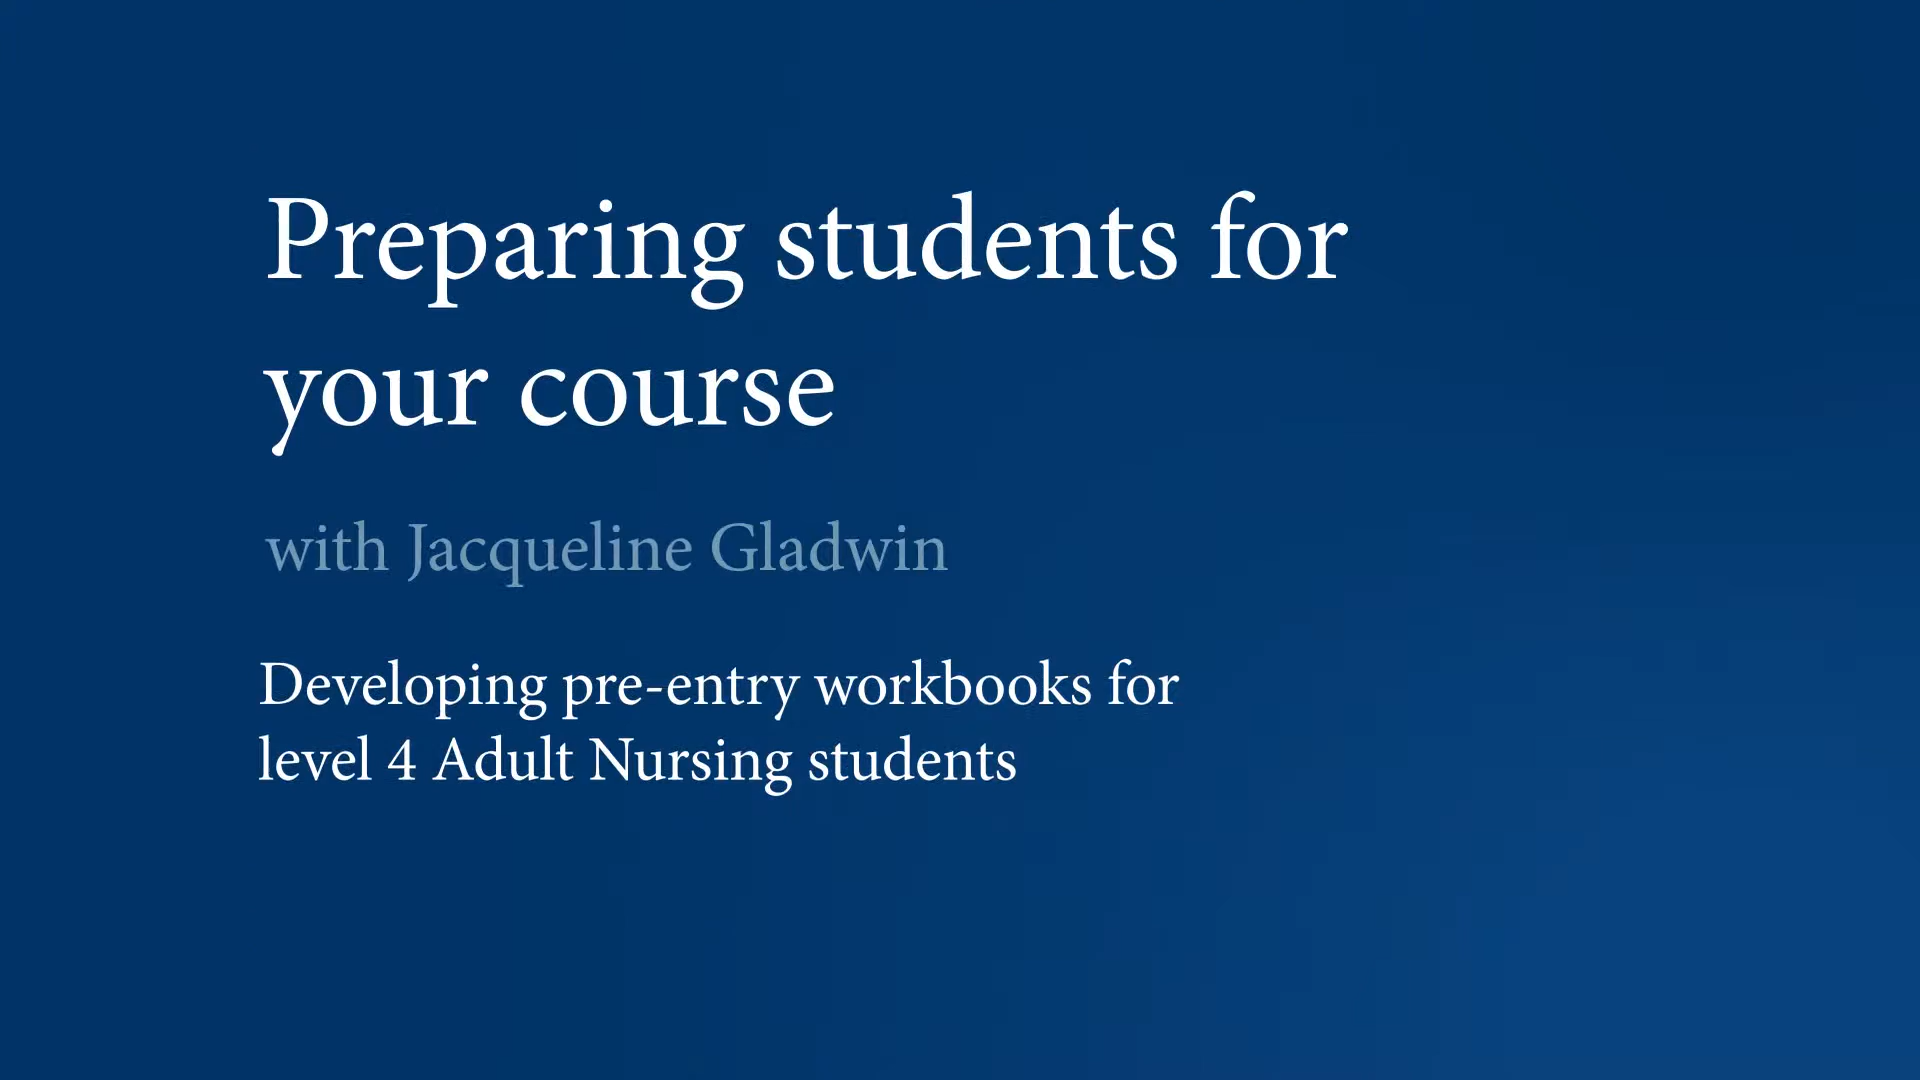 Preparing students for
your course
with Jacqueline Gladwin
Developing pre-entry workbooks for
level 4 Adult Nursing students